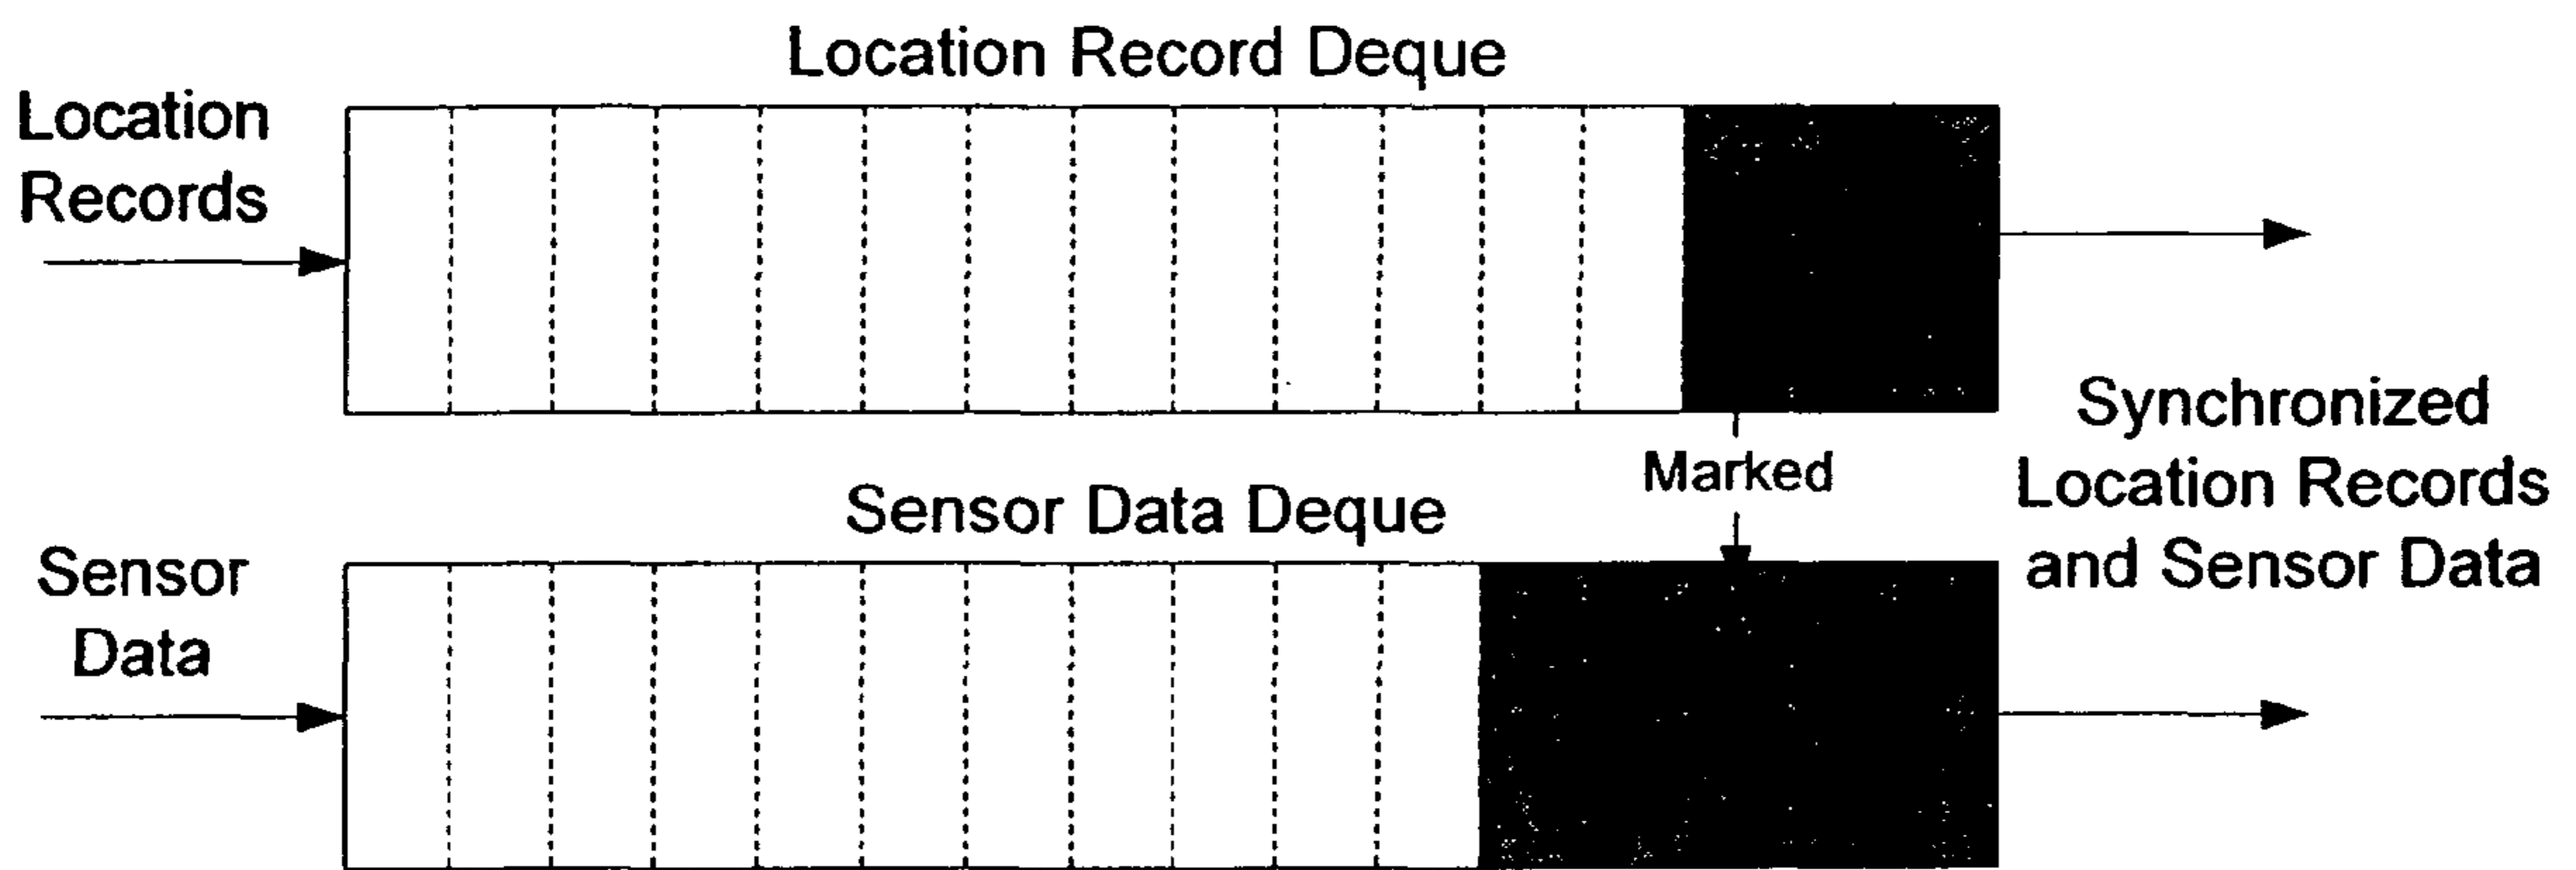 Location Record Deque
Location
Records
Marked
Synchronized
Location Records
and Sensor Data
Sensor Data Deque
Sensor
Data